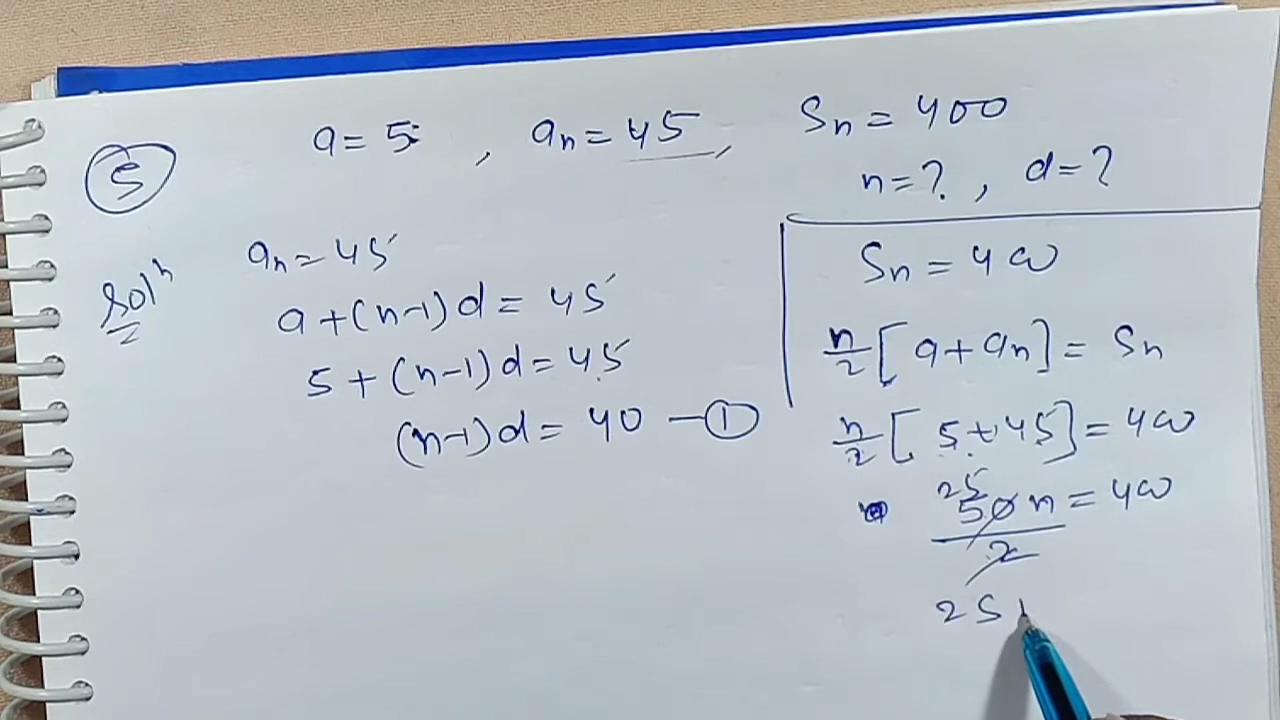 ⑤ a = 5 , an = 45 , Sn = 400
n = ? , d = ?
Solⁿ
an = 45
a + (n-1)d = 45
5 + (n-1)d = 45
(n-1)d = 40 — ①
Sn = 400
n/2 [ a + an ] = Sn
n/2 [ 5 + 45 ] = 400
25
50 n / 2 = 400
25